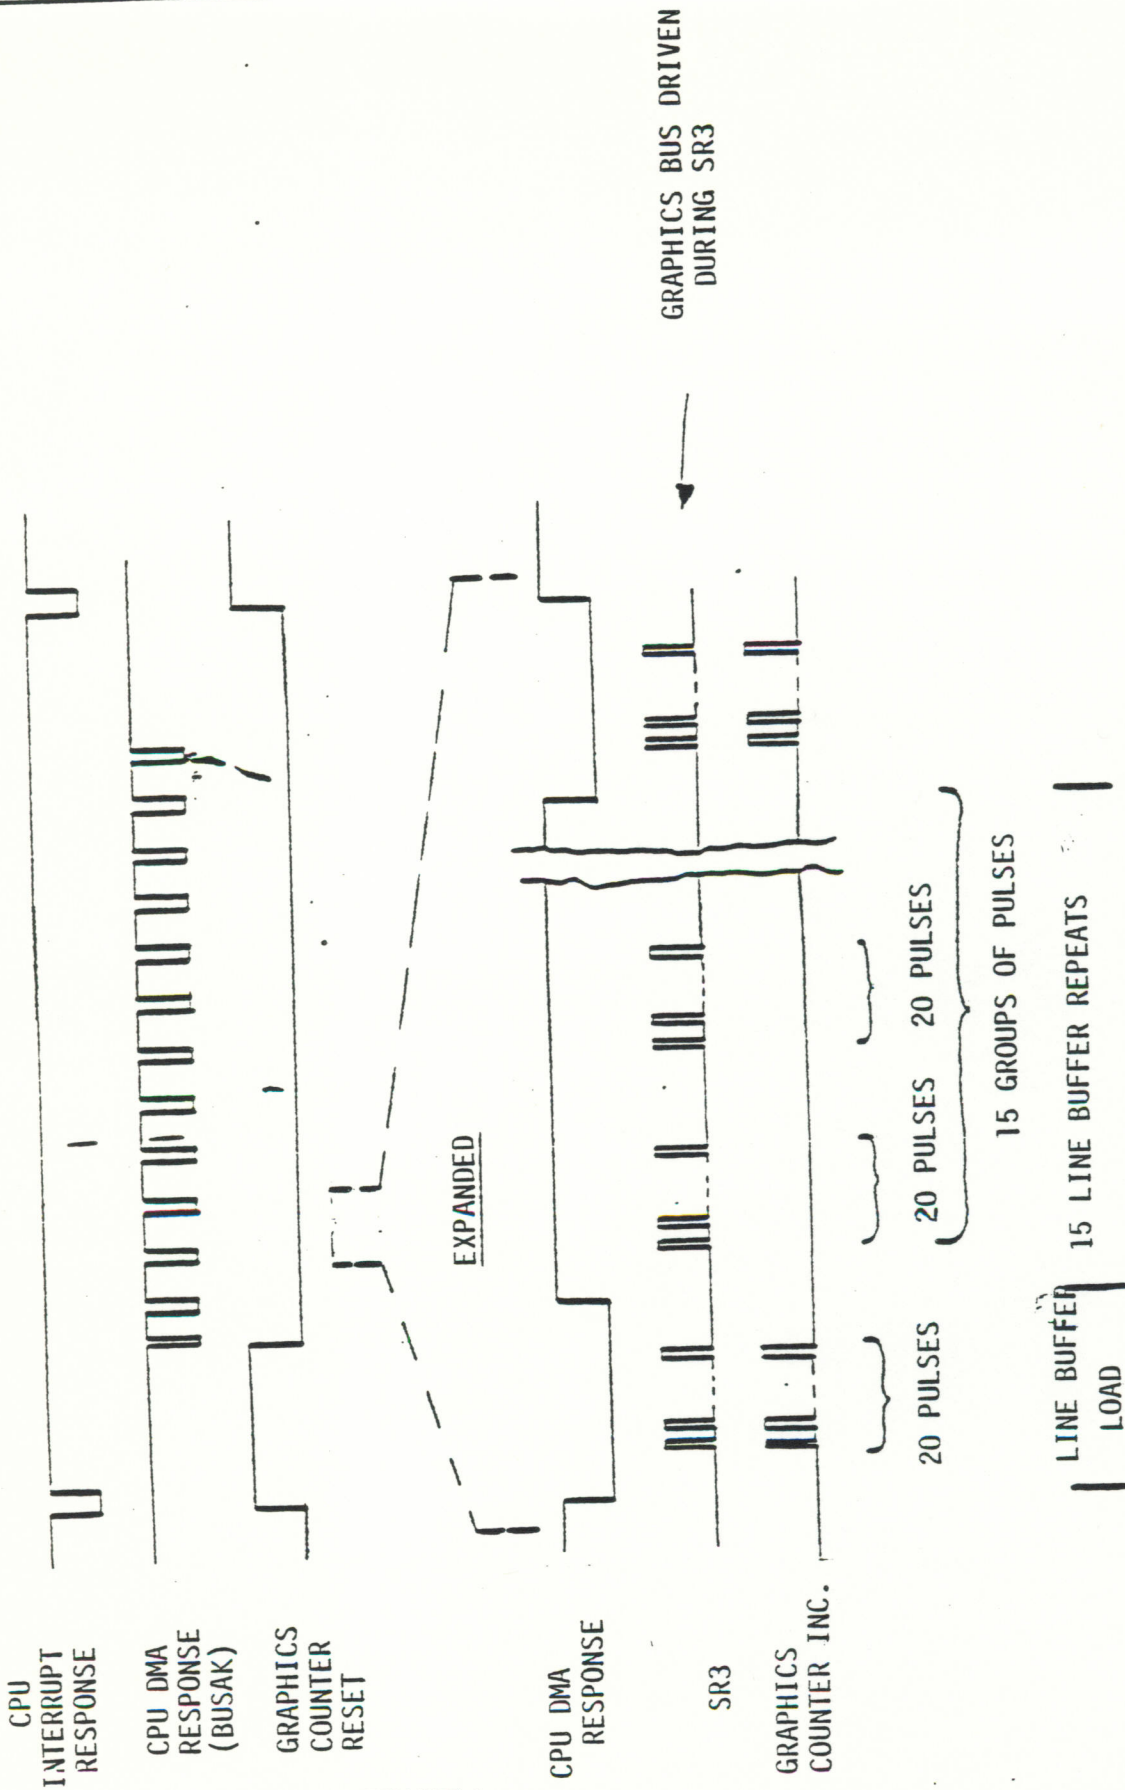 CPU
INTERRUPT
RESPONSE
CPU DMA
RESPONSE
(BUSAK)
GRAPHICS
COUNTER
RESET
EXPANDED
CPU DMA
RESPONSE
SR3
GRAPHICS
COUNTER INC.
GRAPHICS BUS DRIVEN
DURING SR3
20 PULSES
20 PULSES
20 PULSES
15 GROUPS OF PULSES
LINE BUFFER
LOAD
15 LINE BUFFER REPEATS